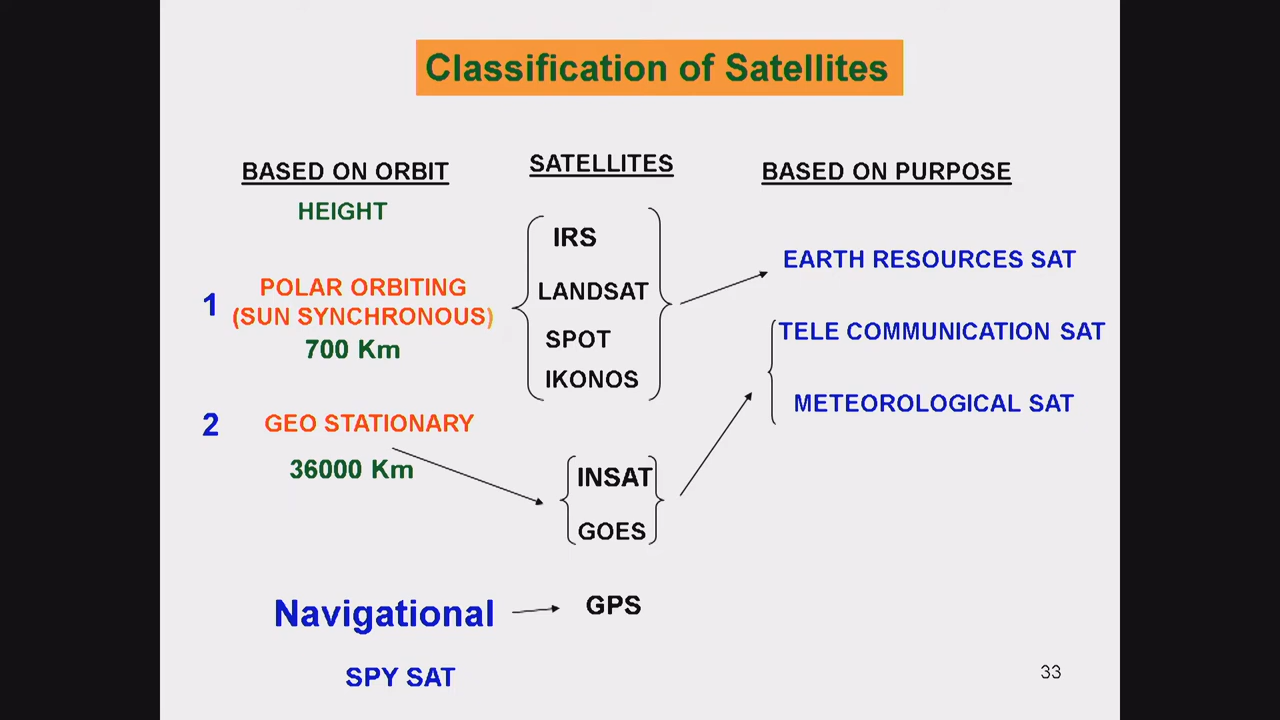 Classification of Satellites
BASED ON ORBIT
SATELLITES
BASED ON PURPOSE
HEIGHT
IRS
EARTH RESOURCES SAT
1
POLAR ORBITING
(SUN SYNCHRONOUS)
700 Km
LANDSAT
SPOT
IKONOS
TELE COMMUNICATION SAT
METEOROLOGICAL SAT
2
GEO STATIONARY
36000 Km
INSAT
GOES
Navigational
GPS
SPY SAT
33